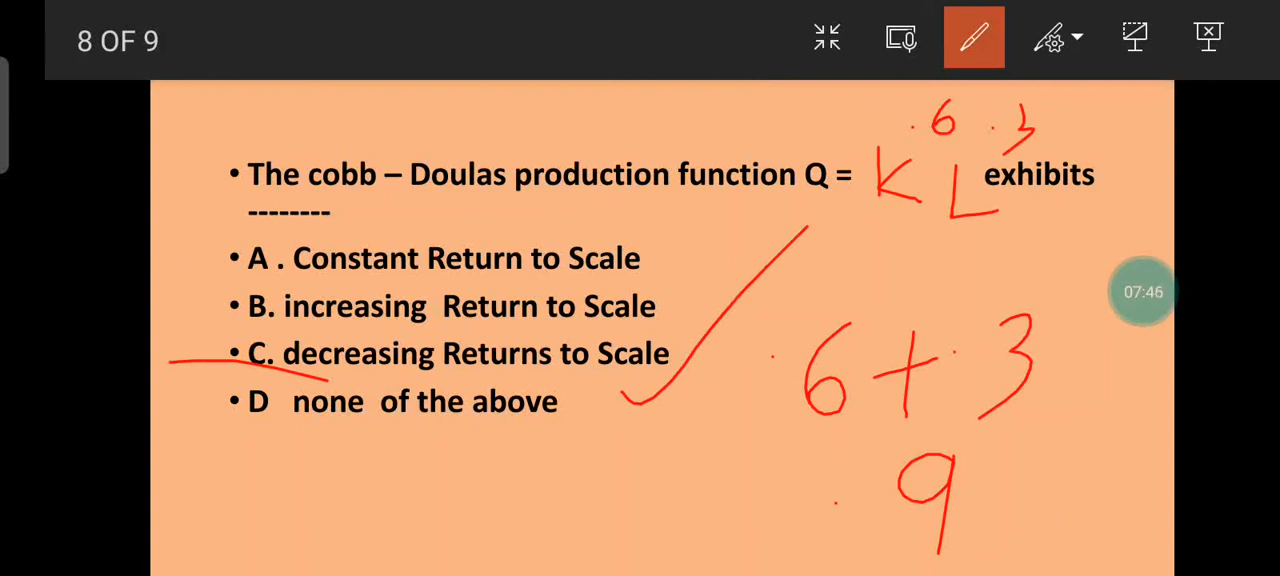 8 OF 9
.6 .3
• The cobb – Doulas production function Q = K L exhibits
--------
• A . Constant Return to Scale
• B. increasing Return to Scale
07:46
• C. decreasing Returns to Scale
• D none of the above
.6 + .3
.9